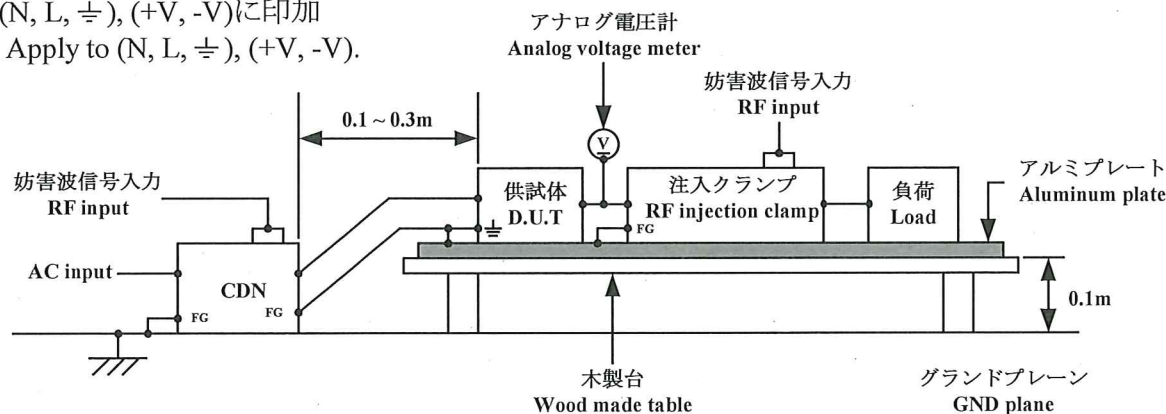 (N, L, ⏚), (+V, -V)に印加
Apply to (N, L, ⏚), (+V, -V).
アナログ電圧計
Analog voltage meter
妨害波信号入力
RF input
0.1 ~ 0.3m
V
妨害波信号入力
RF input
供試体
D.U.T
注入クランプ
RF injection clamp
FG
負荷
Load
アルミプレート
Aluminum plate
AC input
CDN
FG
FG
0.1m
木製台
Wood made table
グランドプレーン
GND plane